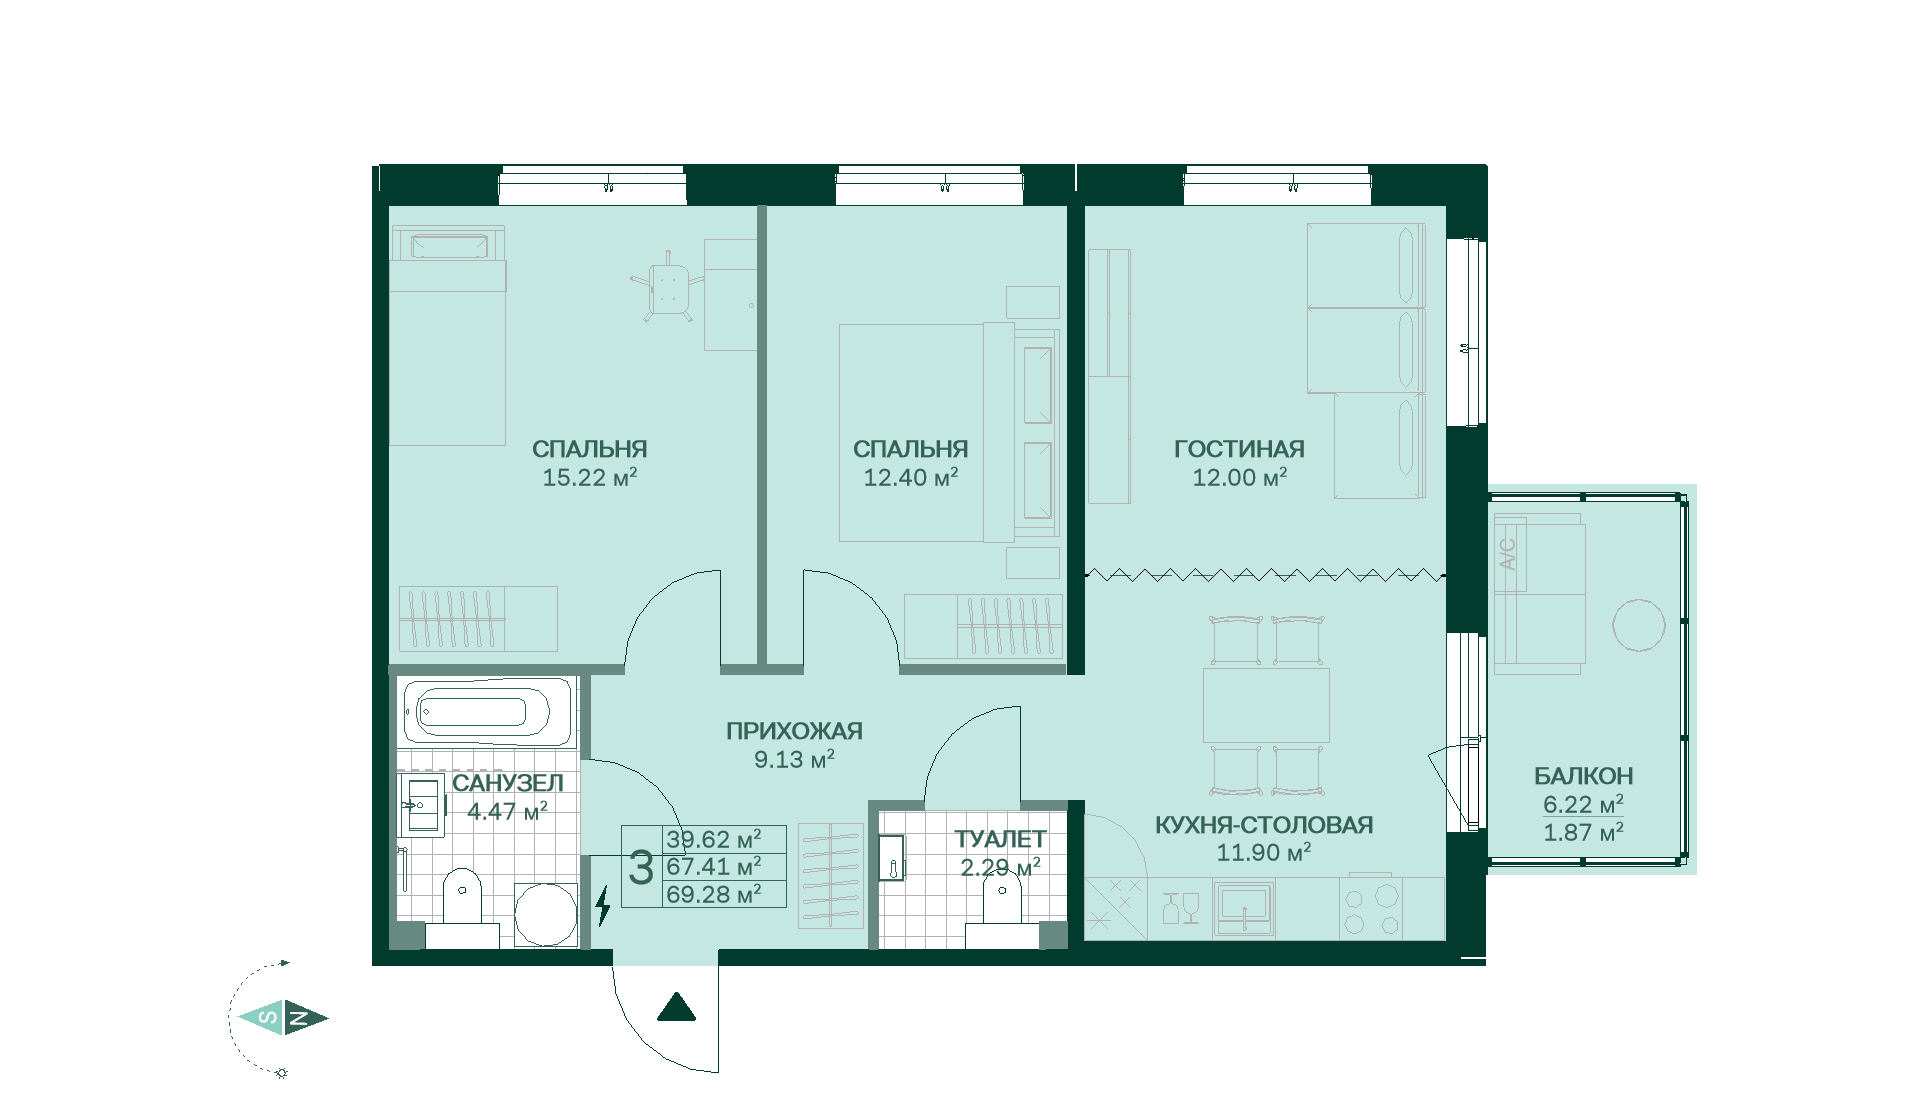 СПАЛЬНЯ
15.22 м²
СПАЛЬНЯ
12.40 м²
ГОСТИНАЯ
12.00 м²
A/C
ПРИХОЖАЯ
9.13 м²
САНУЗЕЛ
4.47 м²
БАЛКОН
6.22 м²
1.87 м²
ТУАЛЕТ
2.29 м²
КУХНЯ-СТОЛОВАЯ
11.90 м²
3
39.62 м²
67.41 м²
69.28 м²
S N